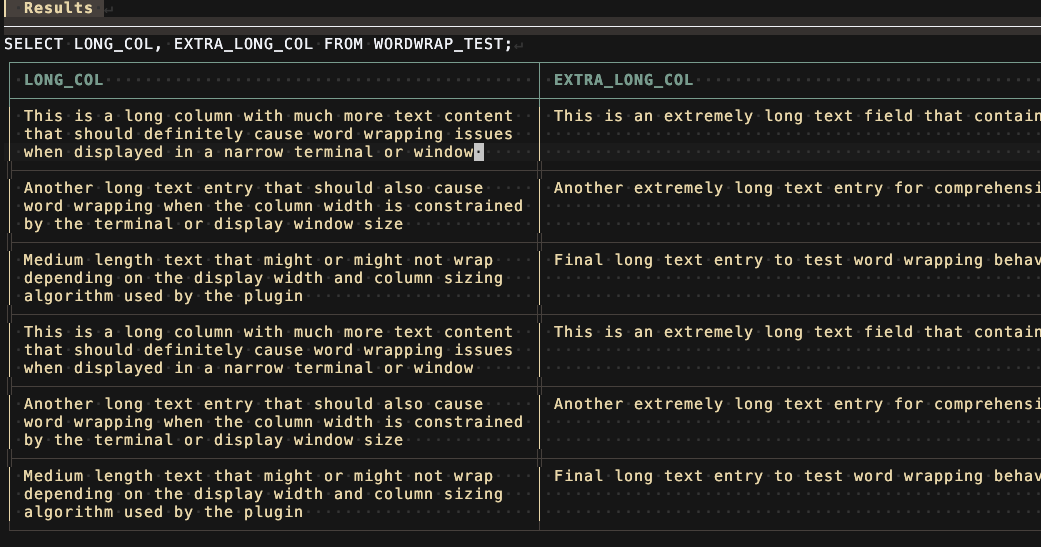 Results
SELECT LONG_COL, EXTRA_LONG_COL FROM WORDWRAP_TEST;
LONG_COL EXTRA_LONG_COL
This is a long column with much more text content This is an extremely long text field that contain
that should definitely cause word wrapping issues
when displayed in a narrow terminal or window
Another long text entry that should also cause Another extremely long text entry for comprehensi
word wrapping when the column width is constrained
by the terminal or display window size
Medium length text that might or might not wrap Final long text entry to test word wrapping behav
depending on the display width and column sizing
algorithm used by the plugin
This is a long column with much more text content This is an extremely long text field that contain
that should definitely cause word wrapping issues
when displayed in a narrow terminal or window
Another long text entry that should also cause Another extremely long text entry for comprehensi
word wrapping when the column width is constrained
by the terminal or display window size
Medium length text that might or might not wrap Final long text entry to test word wrapping behav
depending on the display width and column sizing
algorithm used by the plugin